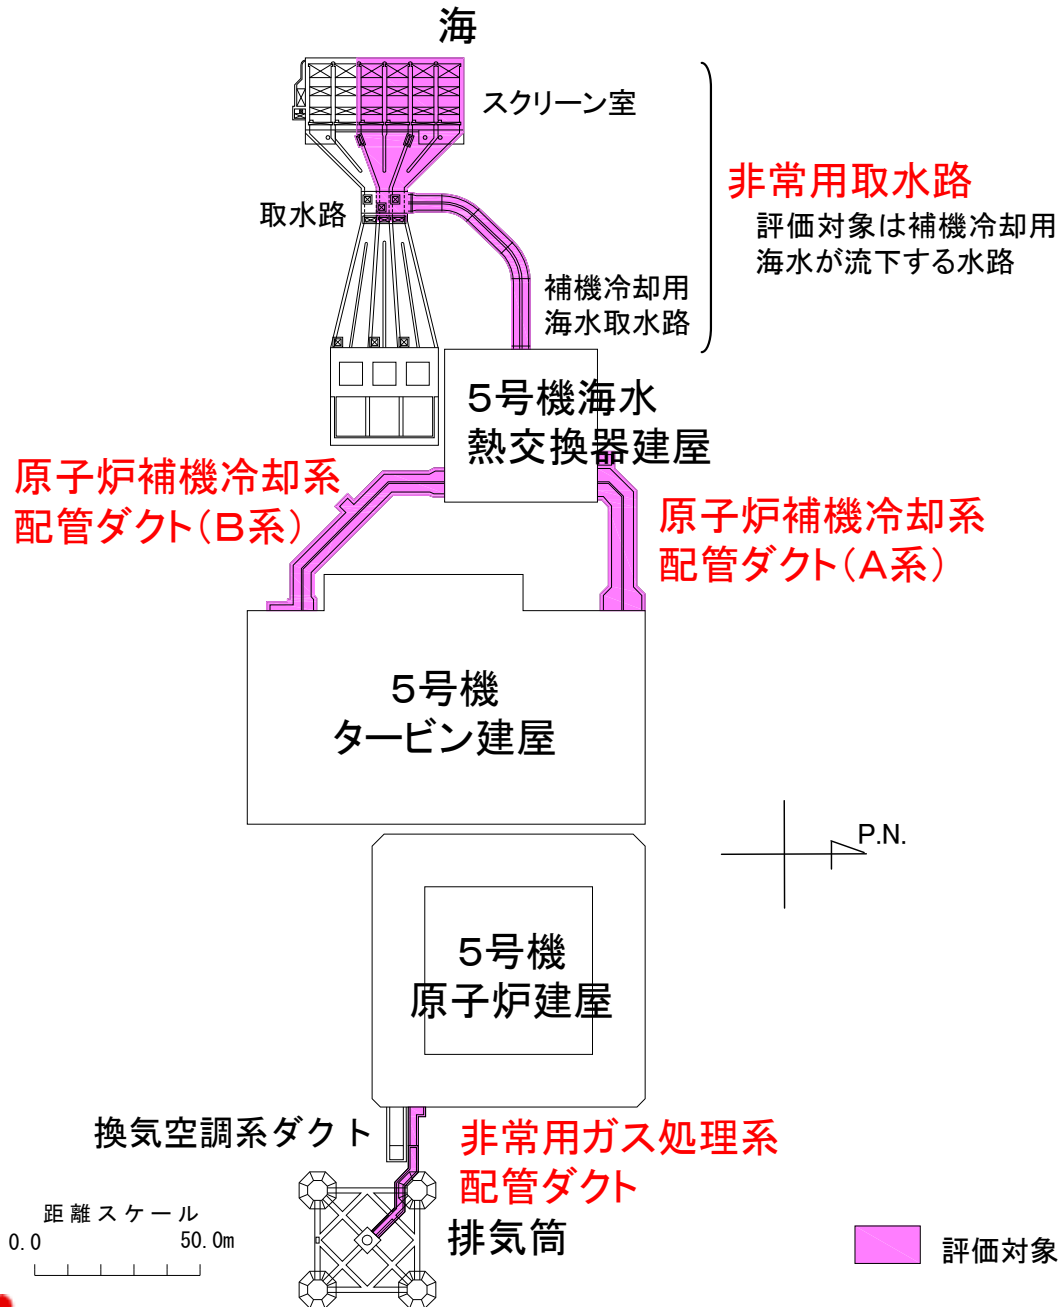 海
スクリーン室
非常用取水路
取水路
評価対象は補機冷却用
海水が流下する水路
補機冷却用
海水取水路
5号機海水
熱交換器建屋
原子炉補機冷却系
配管ダクト(B系)
原子炉補機冷却系
配管ダクト(A系)
5号機
タービン建屋
P.N.
5号機
原子炉建屋
換気空調系ダクト
非常用ガス処理系
配管ダクト
排気筒
距離スケール
0.0 50.0m
評価対象